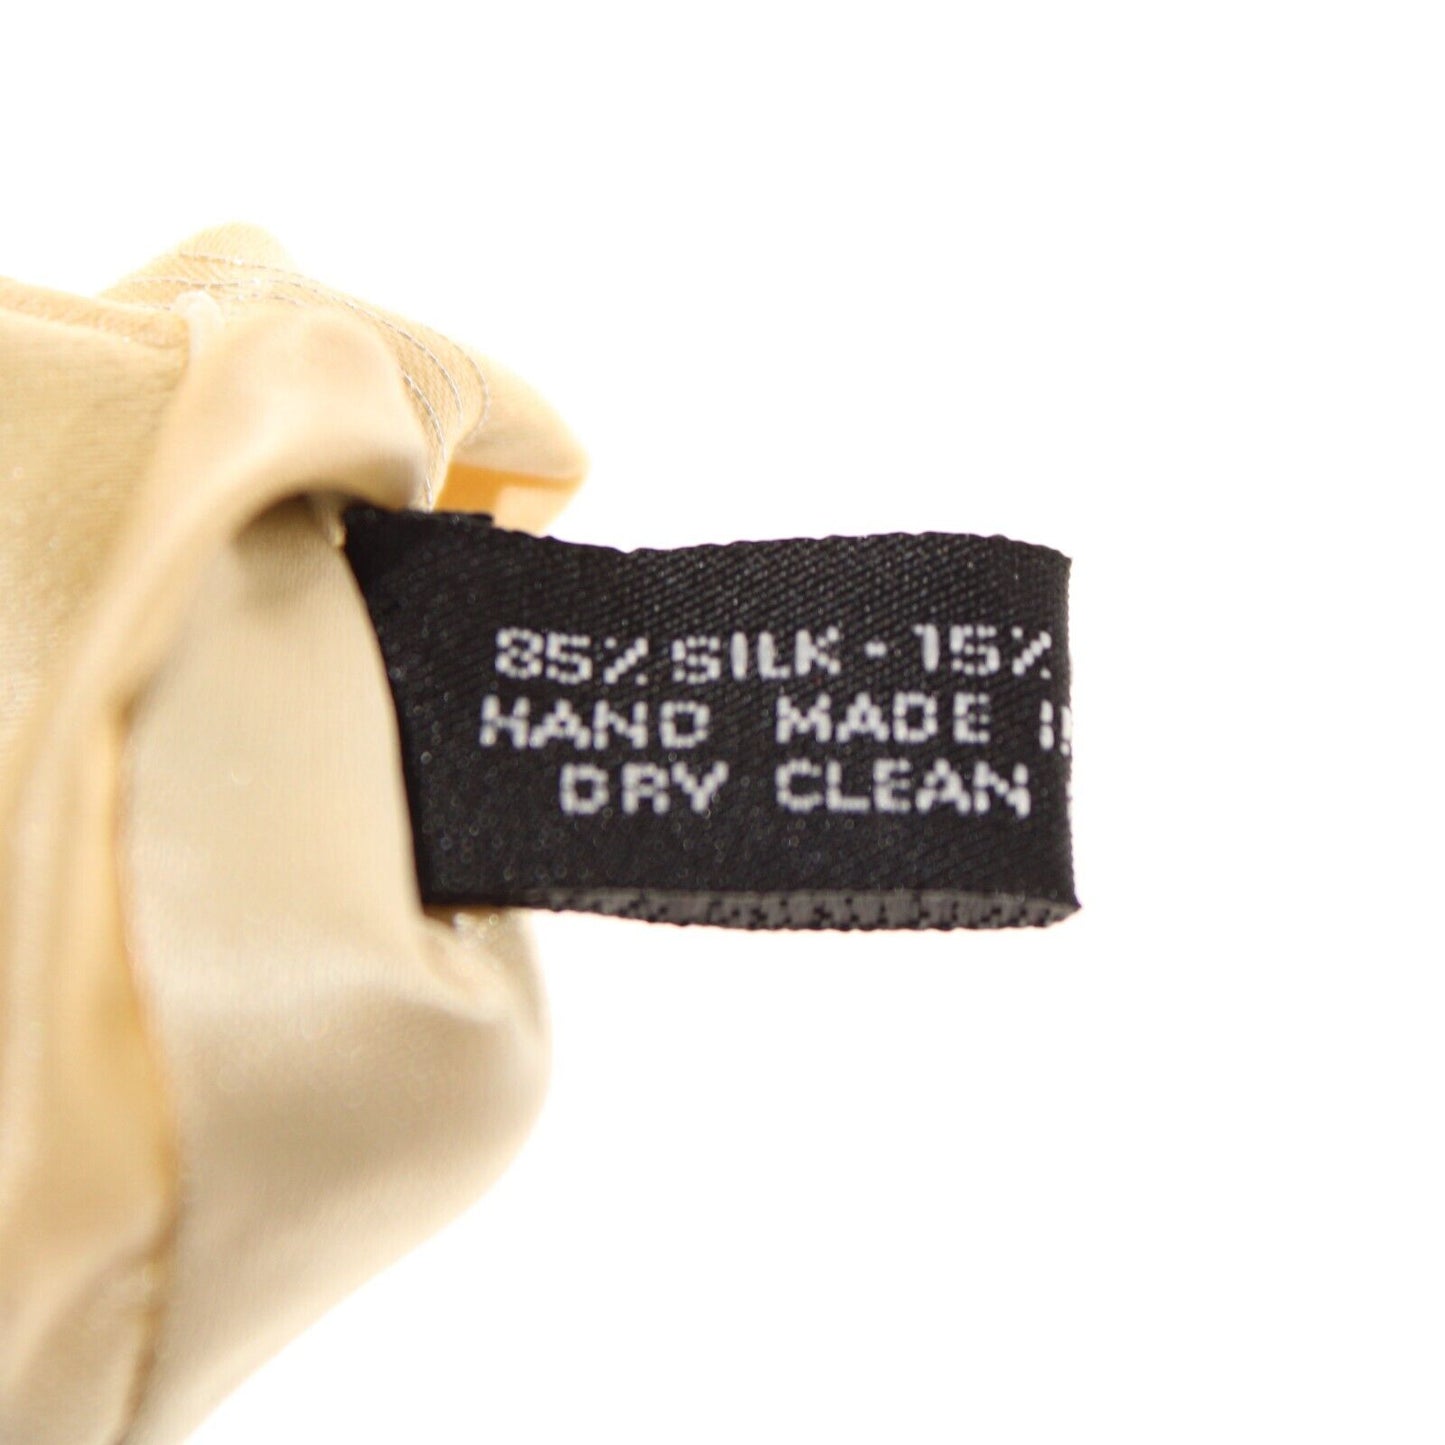 85% SILK - 15%
HAND MADE
DRY CLEAN